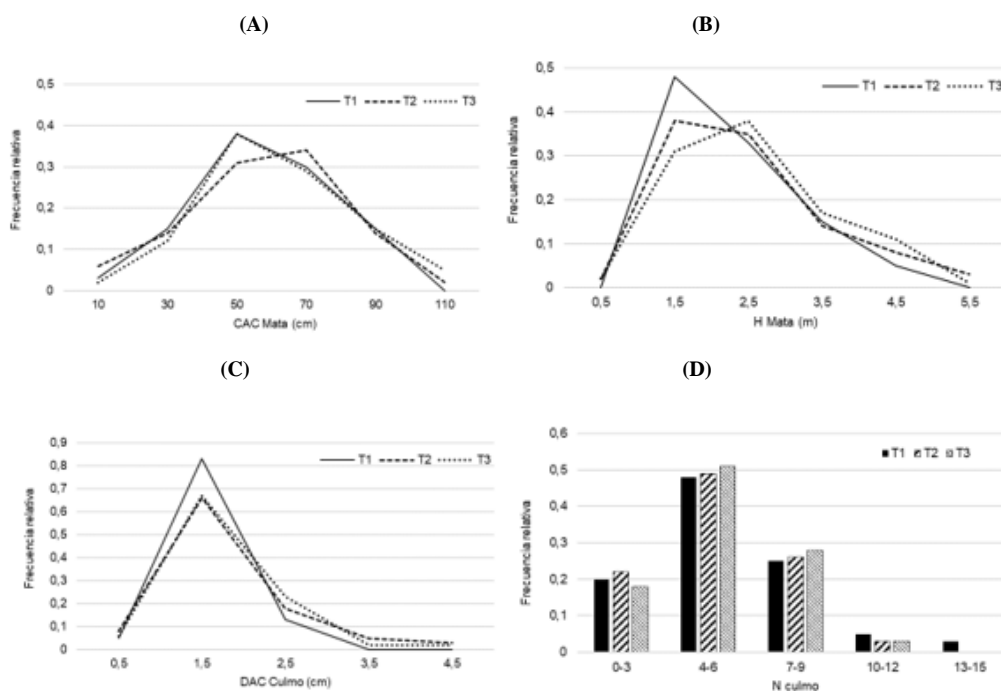 (A)
(B)
0,5
0,4
0,3
0,2
0,1
0
Frecuencia relativa
T1 T2 T3
10 30 50 70 90 110
CAC Mata (cm)
0,5
0,4
0,3
0,2
0,1
0
Frecuencia relativa
T1 T2 T3
0,5 1,5 2,5 3,5 4,5 5,5
H Mata (m)
(C)
(D)
0,9
0,8
0,7
0,6
0,5
0,4
0,3
0,2
0,1
0
Frecuencia relativa
T1 T2 T3
0,5 1,5 2,5 3,5 4,5
DAC Culmo (cm)
0,6
0,5
0,4
0,3
0,2
0,1
0
Frecuencia relativa
T1 T2 T3
0-3 4-6 7-9 10-12 13-15
N culmo